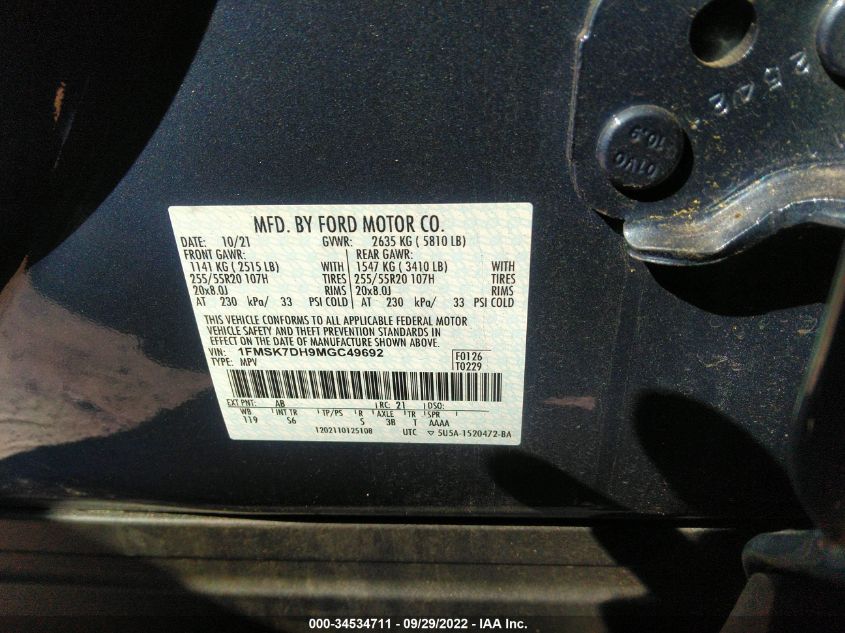 254E
01VO
10.9
MFD. BY FORD MOTOR CO.
DATE: 10/21 GVWR: 2635 KG ( 5810 LB)
FRONT GAWR: REAR GAWR:
1141 KG ( 2515 LB) WITH 1547 KG ( 3410 LB) WITH
255/55R20 107H TIRES 255/55R20 107H TIRES
20x8.0J RIMS 20x8.0J RIMS
AT 230 kPa/ 33 PSI COLD AT 230 kPa/ 33 PSI COLD
THIS VEHICLE CONFORMS TO ALL APPLICABLE FEDERAL MOTOR
VEHICLE SAFETY AND THEFT PREVENTION STANDARDS IN
EFFECT ON THE DATE OF MANUFACTURE SHOWN ABOVE.
VIN: 1FMSK7DH9MGC49692 F0126
TYPE: MPV T0229
EXT PNT: AB RC: 21 DSO:
WB INT TR TP/PS R AXLE TR SPR
119 S6 S 3B T AAAA
1202110125108 UTC ▽ 5U5A-1520472-BA
000-34534711 - 09/29/2022 - IAA Inc.